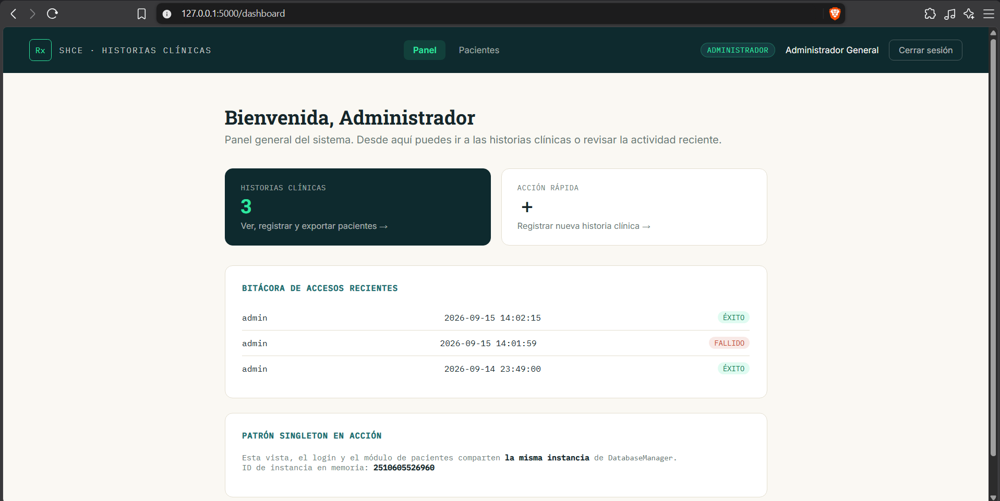 127.0.0.1:5000/dashboard
Rx SHCE · HISTORIAS CLÍNICAS Panel Pacientes ADMINISTRADOR Administrador General Cerrar sesión
Bienvenida, Administrador
Panel general del sistema. Desde aquí puedes ir a las historias clínicas o revisar la actividad reciente.
HISTORIAS CLÍNICAS
3
Ver, registrar y exportar pacientes →
ACCIÓN RÁPIDA
+
Registrar nueva historia clínica →
BITÁCORA DE ACCESOS RECIENTES
admin 2026-09-15 14:02:15 ÉXITO
admin 2026-09-15 14:01:59 FALLIDO
admin 2026-09-14 23:49:00 ÉXITO
PATRÓN SINGLETON EN ACCIÓN
Esta vista, el login y el módulo de pacientes comparten la misma instancia de DatabaseManager.
ID de instancia en memoria: 2510605526960